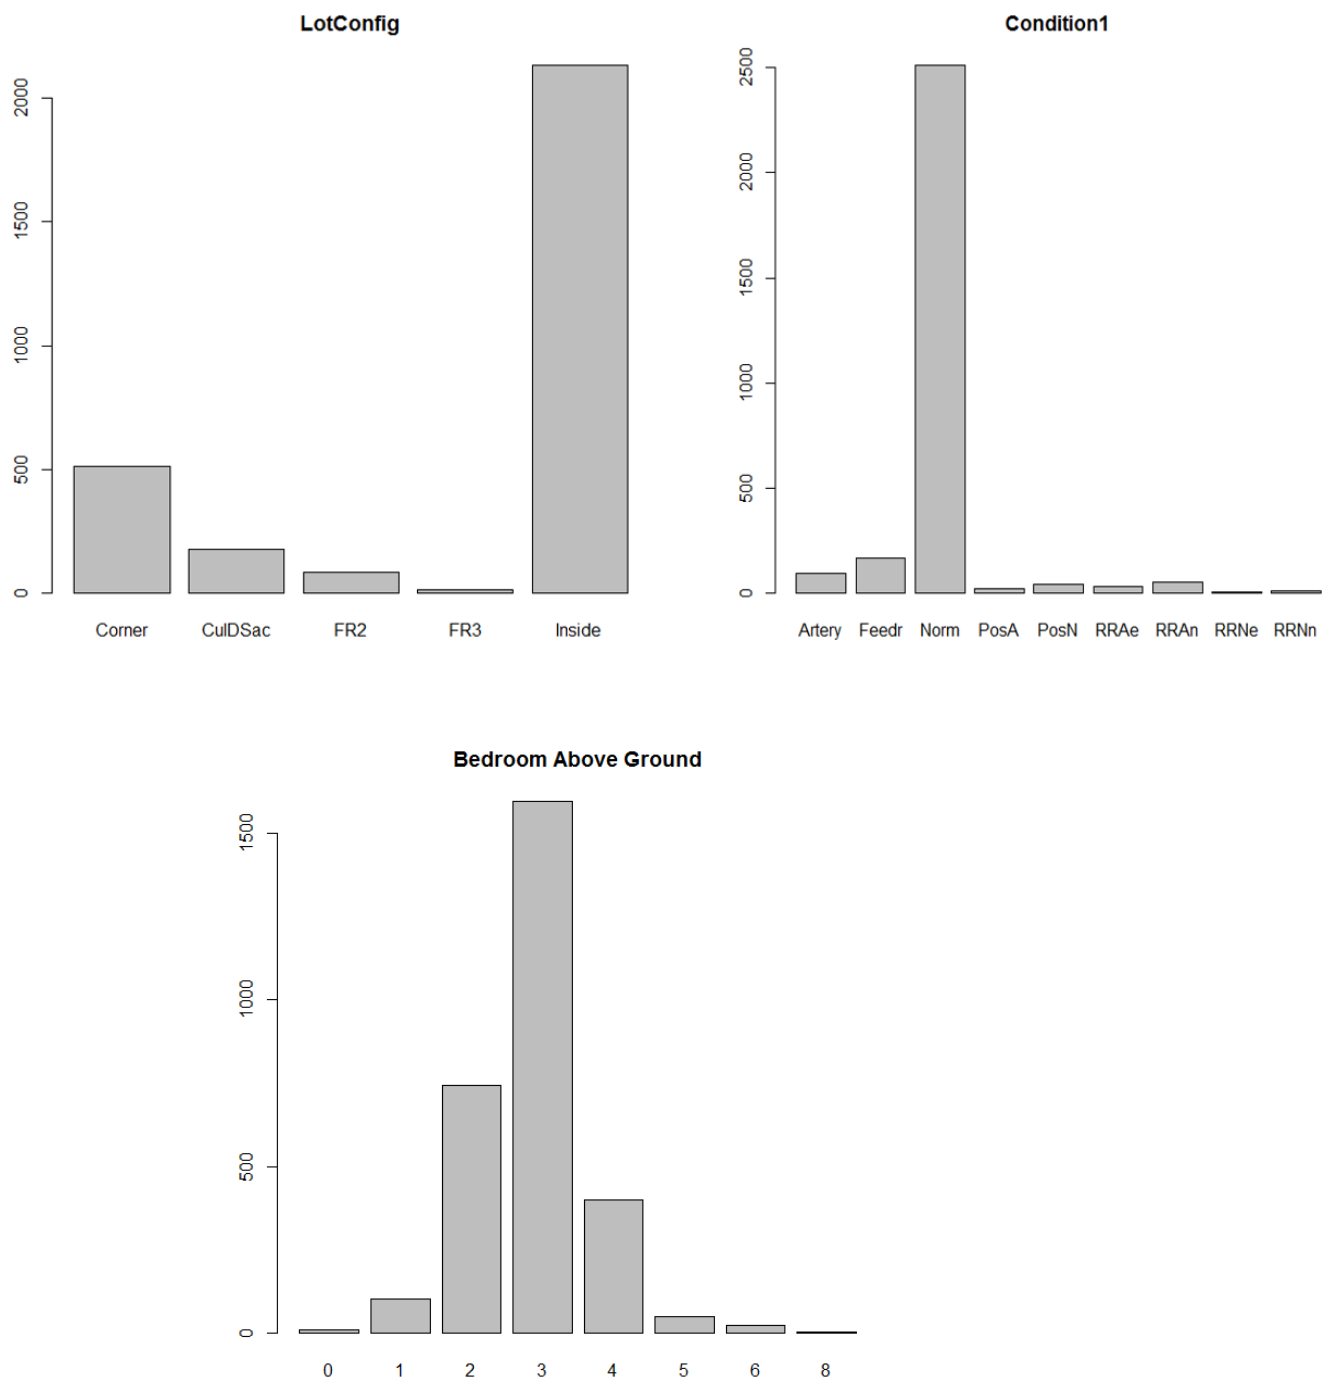 LotConfig
2000
1500
1000
500
0
Corner CulDSac FR2 FR3 Inside
Condition1
2500
2000
1500
1000
500
0
Artery Feedr Norm PosA PosN RRAe RRAn RRNe RRNn
Bedroom Above Ground
1500
1000
500
0
0 1 2 3 4 5 6 8